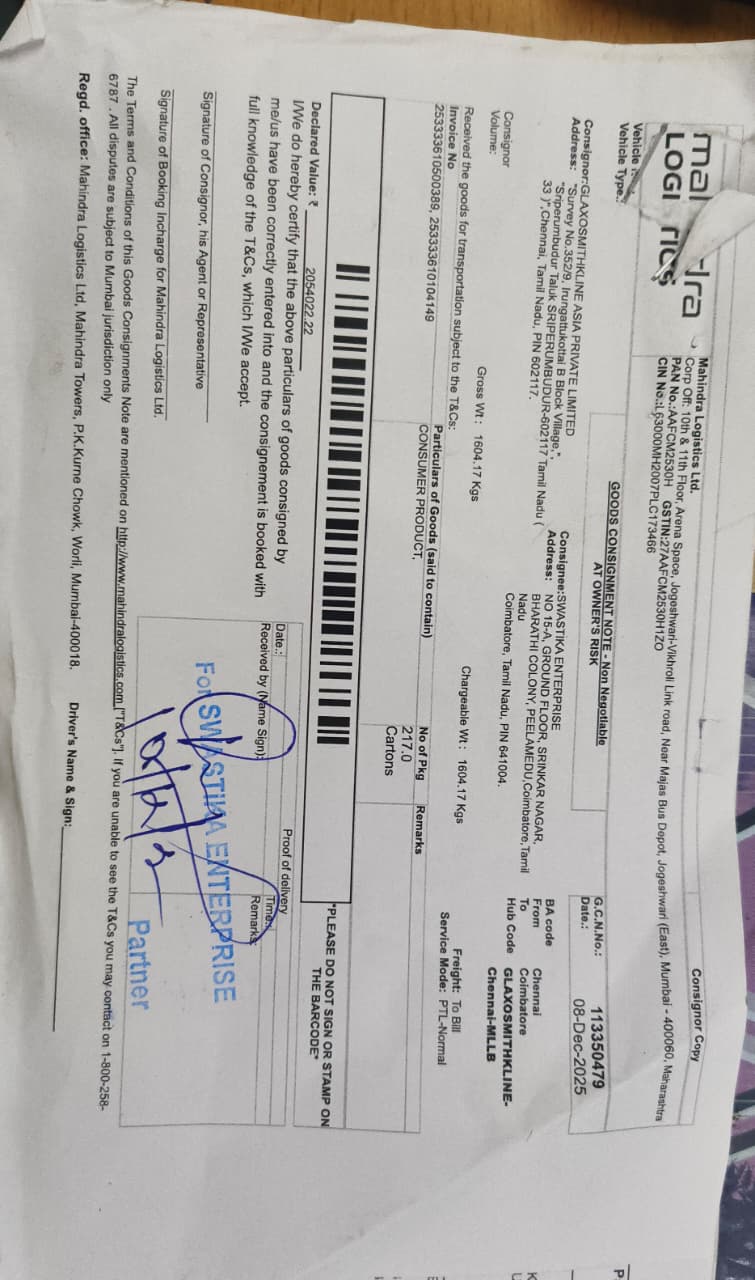 Consignor Copy
Mahindra Logistics Ltd.
Corp Off: 10th & 11th Floor, Arena Space, Jogeshwari-Vikhroli Link road, Near Majas Bus Depot, Jogeshwari (East), Mumbai - 400060, Maharashtra
PAN No.:AAFCM2530H GSTIN:27AAFCM2530H1ZO
CIN No.:L63000MH2007PLC173466
Vehicle Type.:
GOODS CONSIGNMENT NOTE - Non Negotiable
AT OWNER'S RISK
G.C.N.No.: 113350479
Date.: 08-Dec-2025
Consignor:GLAXOSMITHKLINE ASIA PRIVATE LIMITED
Address: "Survey No.352/9, Irungattukottai B Block Village,",
"Sriperumbudur Taluk SRIPERUMBUDUR-602117 Tamil Nadu (
33 )",Chennai, Tamil Nadu, PIN 602117.
Consignee:SWASTIKA ENTERPRISE
Address: NO 15-A, GROUND FLOOR, SRINKAR NAGAR,
BHARATHI COLONY, PEELAMEDU,Coimbatore,Tamil
Nadu
Coimbatore, Tamil Nadu, PIN 641004.
BA code
From Chennai
To Coimbatore
Hub Code GLAXOSMITHKLINE-
Chennai-MLLB
Consignor
Volume:
Gross Wt : 1604.17 Kgs
Chargeable Wt : 1604.17 Kgs
Freight: To Bill
Service Mode: PTL-Normal
Received the goods for transportation subject to the T&Cs:
Invoice No
Particulars of Goods (said to contain)
No of Pkg
Remarks
253333610500389, 253333610104149
CONSUMER PRODUCT,
217.0
Cartons
*PLEASE DO NOT SIGN OR STAMP ON
THE BARCODE*
Declared Value: ₹ 2054022.22
I/We do hereby certify that the above particulars of goods consigned by
me/us have been correctly entered into and the consignement is booked with
full knowledge of the T&Cs, which I/We accept.
Signature of Consignor, his Agent or Representative
Signature of Booking Incharge for Mahindra Logistics Ltd.
Proof of delivery
Date.:
Time:
Received by (Name Sign):
Remarks:
For SWASTIKA ENTERPRISE
Partner
The Terms and Conditions of this Goods Consignments Note are mentioned on http://www.mahindralogistics.com ["T&Cs"]. If you are unable to see the T&Cs you may contact on 1-800-258-
6787 . All disputes are subject to Mumbai jurisdiction only
Regd. office: Mahindra Logistics Ltd, Mahindra Towers, P.K.Kurne Chowk, Worli, Mumbai-400018.
Driver's Name & Sign: